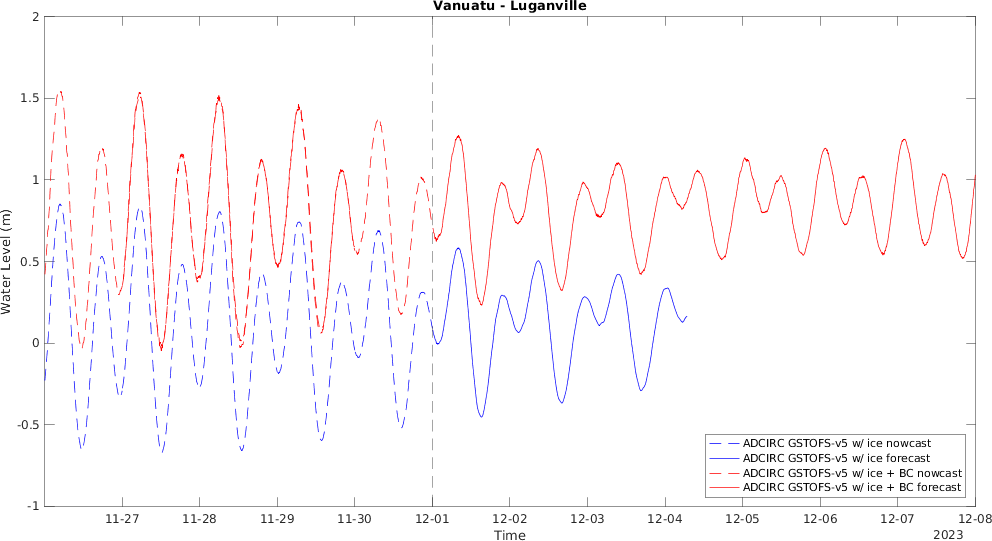 Vanuatu - Luganville
Water Level (m)
2
1.5
1
0.5
0
-0.5
-1
ADCIRC GSTOFS-v5 w/ ice nowcast
ADCIRC GSTOFS-v5 w/ ice forecast
ADCIRC GSTOFS-v5 w/ ice + BC nowcast
ADCIRC GSTOFS-v5 w/ ice + BC forecast
11-27 11-28 11-29 11-30 12-01 12-02 12-03 12-04 12-05 12-06 12-07 12-08
Time
2023